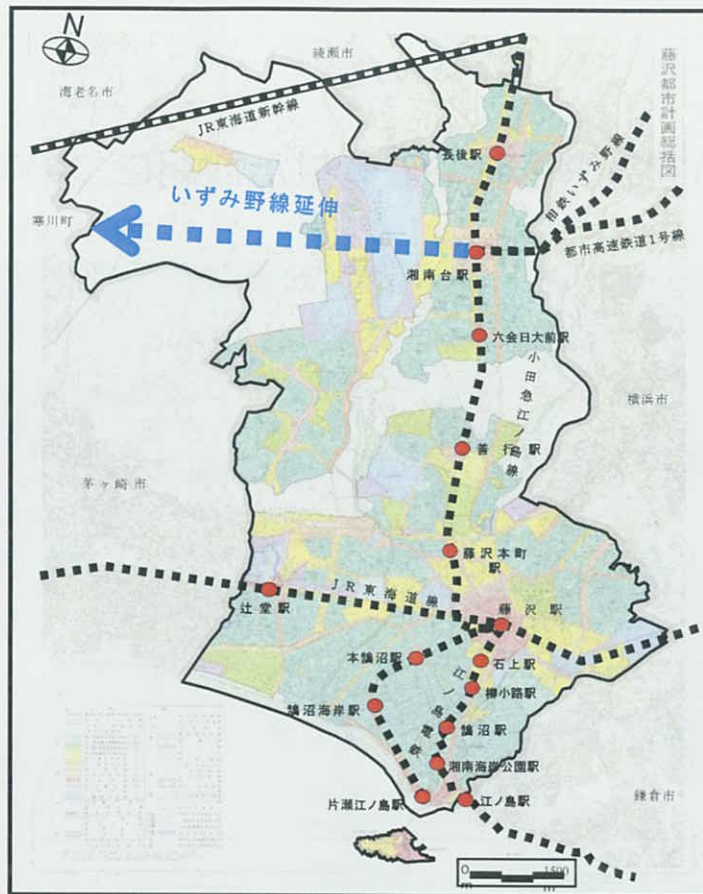 N
綾瀬市
海老名市
藤沢都市計画総括図
JR東海道新幹線
長後駅
相鉄いずみ野線
いずみ野線延伸
寒川町
都市高速鉄道1号線
湘南台駅
六会日大前駅
小田急江ノ島線
横浜市
善行駅
茅ヶ崎市
藤沢本町駅
JR東海道線
藤沢駅
辻堂駅
本鵠沼駅
石上駅
江ノ島電鉄
柳小路駅
鵠沼海岸駅
鵠沼駅
湘南海岸公園駅
片瀬江ノ島駅
江ノ島駅
鎌倉市
0
m
1500
m